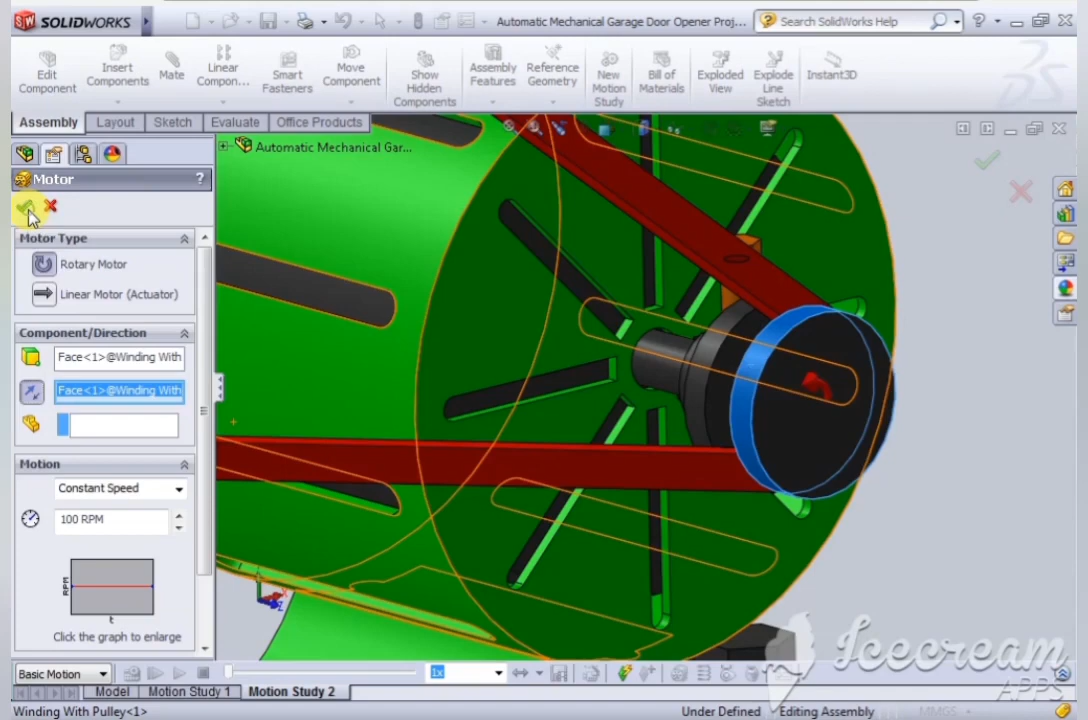 SOLIDWORKS
Automatic Mechanical Garage Door Opener Proj...
Search SolidWorks Help
Edit Component
Insert Components
Mate
Linear Compon...
Smart Fasteners
Move Component
Show Hidden Components
Assembly Features
Reference Geometry
New Motion Study
Bill of Materials
Exploded View
Explode Line Sketch
Instant3D
Assembly Layout Sketch Evaluate Office Products
Automatic Mechanical Gar...
Motor ?
Motor Type
Rotary Motor
Linear Motor (Actuator)
Component/Direction
Face<1>@Winding With
Face<1>@Winding With
Motion
Constant Speed
100 RPM
RPM
t
Click the graph to enlarge
Basic Motion
1x
Model Motion Study 1 Motion Study 2
Winding With Pulley<1>
Under Defined Editing Assembly MMGS
Icecream
APPS